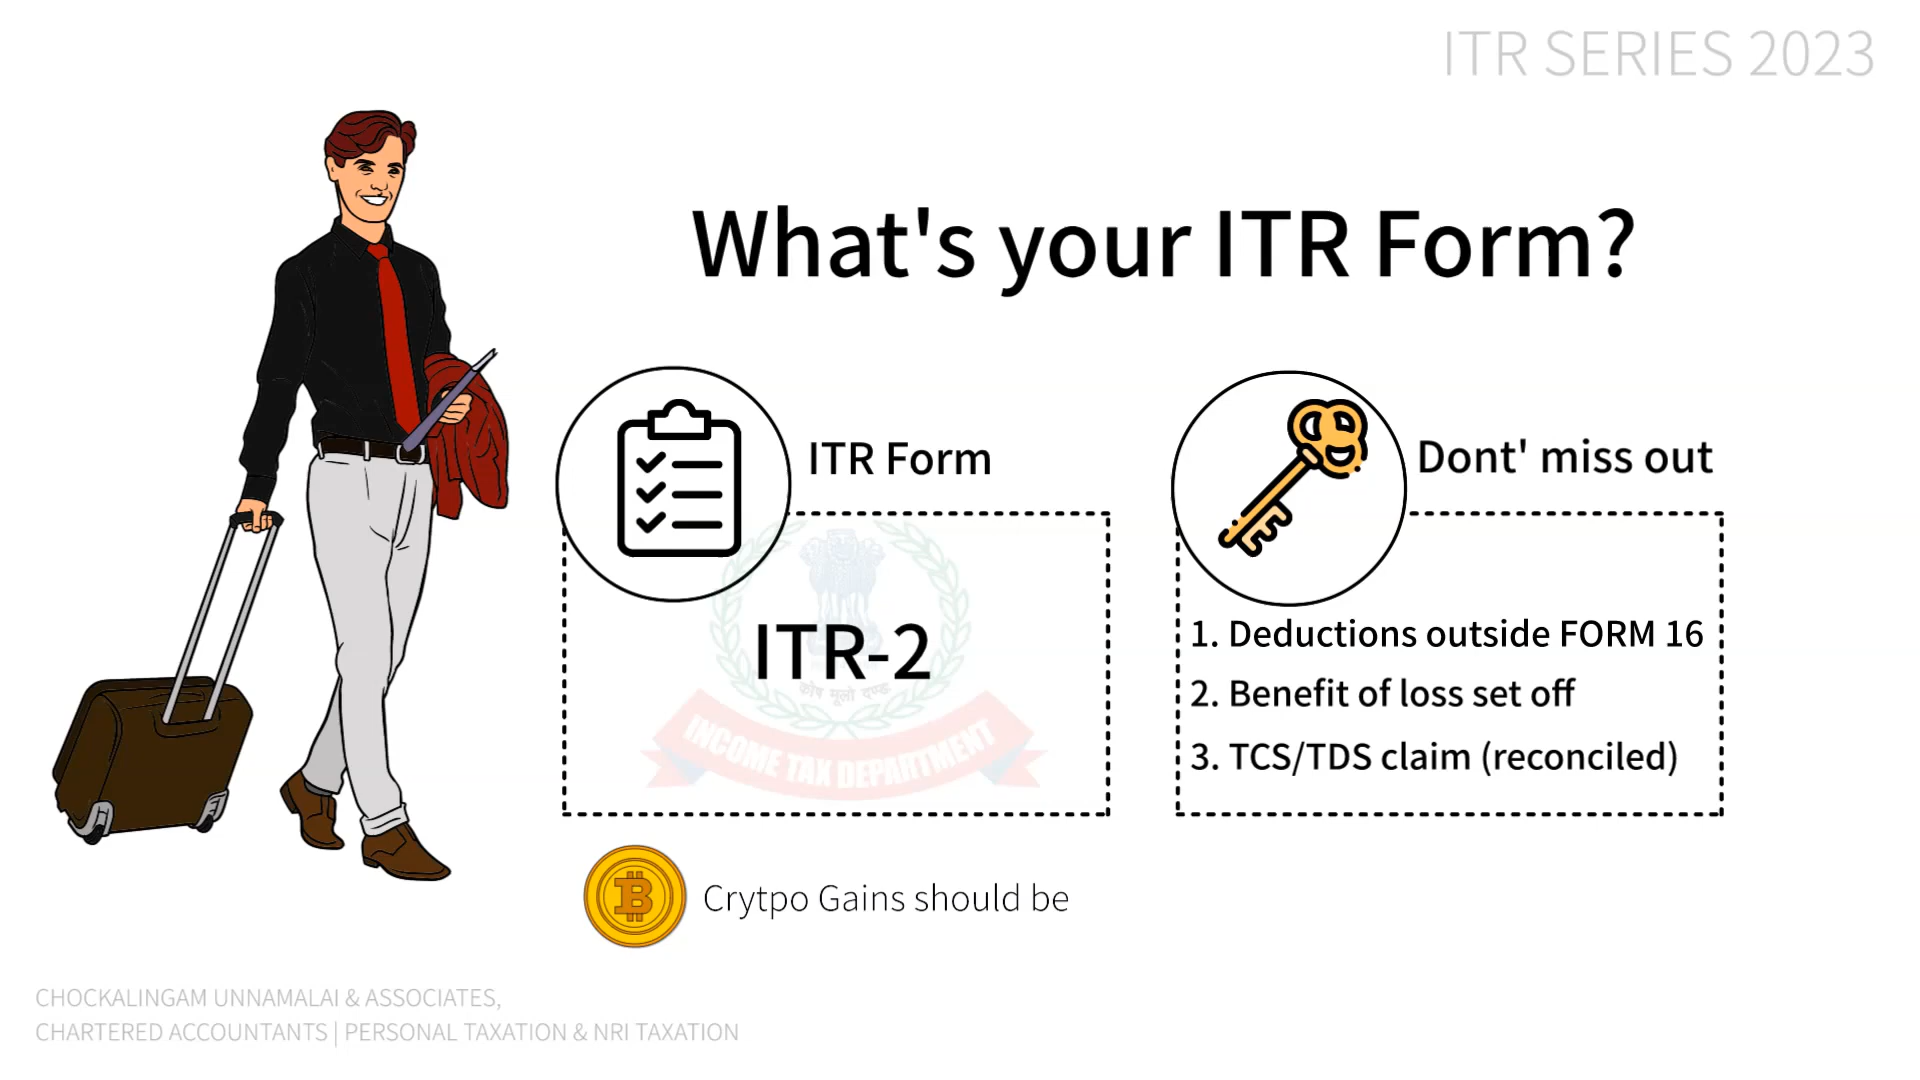 ITR SERIES 2023
What's your ITR Form?
ITR Form
ITR-2
कोष मूलो दण्डः
INCOME TAX DEPARTMENT
Dont' miss out
1. Deductions outside FORM 16
2. Benefit of loss set off
3. TCS/TDS claim (reconciled)
Crytpo Gains should be
CHOCKALINGAM UNNAMALAI & ASSOCIATES,
CHARTERED ACCOUNTANTS | PERSONAL TAXATION & NRI TAXATION